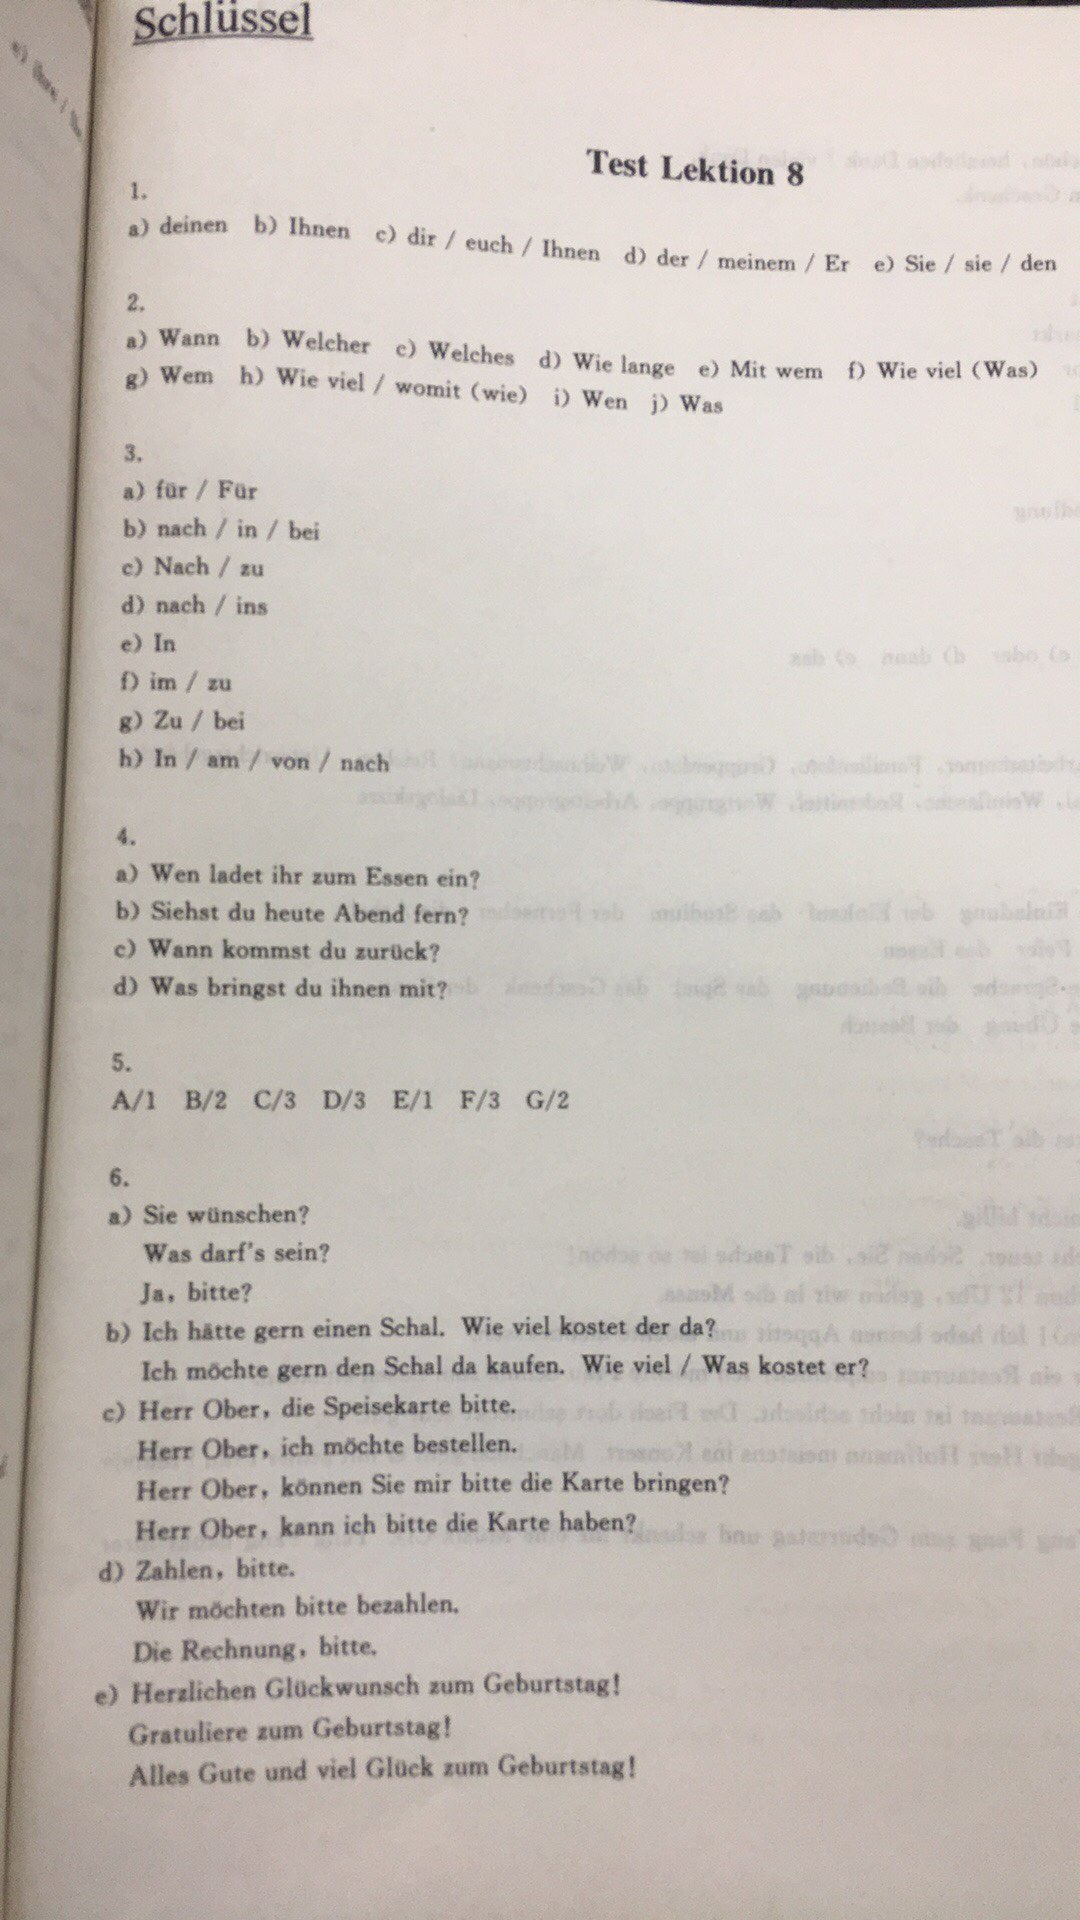 Schlüssel
Test Lektion 8
1.
a) deinen b) Ihnen c) dir / euch / Ihnen d) der / meinem / Er e) Sie / sie / den
2.
a) Wann b) Welcher c) Welches d) Wie lange e) Mit wem f) Wie viel (Was)
g) Wem h) Wie viel / womit (wie) i) Wen j) Was
3.
a) für / Für
b) nach / in / bei
c) Nach / zu
d) nach / ins
e) In
f) im / zu
g) Zu / bei
h) In / am / von / nach
4.
a) Wen ladet ihr zum Essen ein?
b) Siehst du heute Abend fern?
c) Wann kommst du zurück?
d) Was bringst du ihnen mit?
5.
A/1 B/2 C/3 D/3 E/1 F/3 G/2
6.
a) Sie wünschen?
Was darf's sein?
Ja, bitte?
b) Ich hätte gern einen Schal. Wie viel kostet der da?
Ich möchte gern den Schal da kaufen. Wie viel / Was kostet er?
c) Herr Ober, die Speisekarte bitte.
Herr Ober, ich möchte bestellen.
Herr Ober, können Sie mir bitte die Karte bringen?
Herr Ober, kann ich bitte die Karte haben?
d) Zahlen, bitte.
Wir möchten bitte bezahlen.
Die Rechnung, bitte.
e) Herzlichen Glückwunsch zum Geburtstag!
Gratuliere zum Geburtstag!
Alles Gute und viel Glück zum Geburtstag!